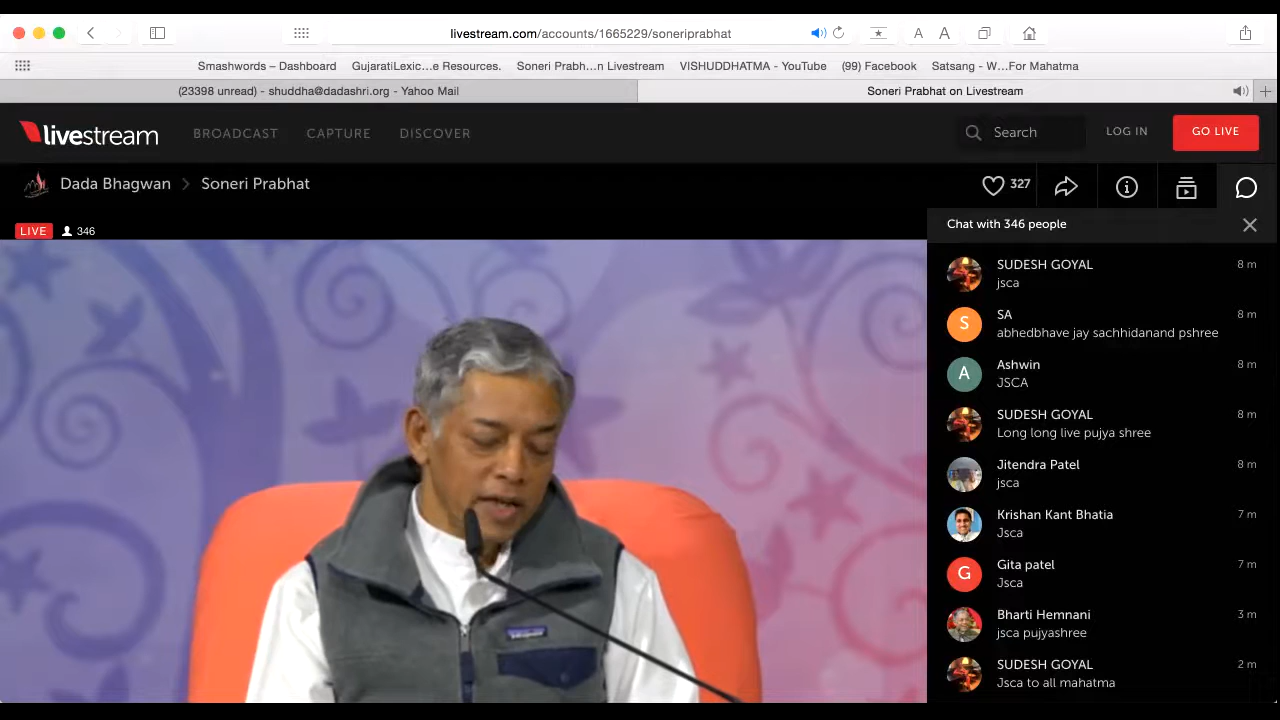 livestream.com/accounts/1665229/soneriprabhat
A A
Smashwords – Dashboard GujaratiLexic...e Resources. Soneri Prabh...n Livestream VISHUDDHATMA - YouTube (99) Facebook Satsang - W...For Mahatma
(23398 unread) - shuddha@dadashri.org - Yahoo Mail Soneri Prabhat on Livestream
livestream BROADCAST CAPTURE DISCOVER Search LOG IN GO LIVE
Dada Bhagwan > Soneri Prabhat 327
LIVE 346
Chat with 346 people
SUDESH GOYAL 8 m
jsca
S SA 8 m
abhedbhave jay sachhidanand pshree
A Ashwin 8 m
JSCA
SUDESH GOYAL 8 m
Long long live pujya shree
Jitendra Patel 8 m
jsca
Krishan Kant Bhatia 7 m
Jsca
G Gita patel 7 m
Jsca
Bharti Hemnani 3 m
jsca pujyashree
SUDESH GOYAL 2 m
Jsca to all mahatma
patagonia